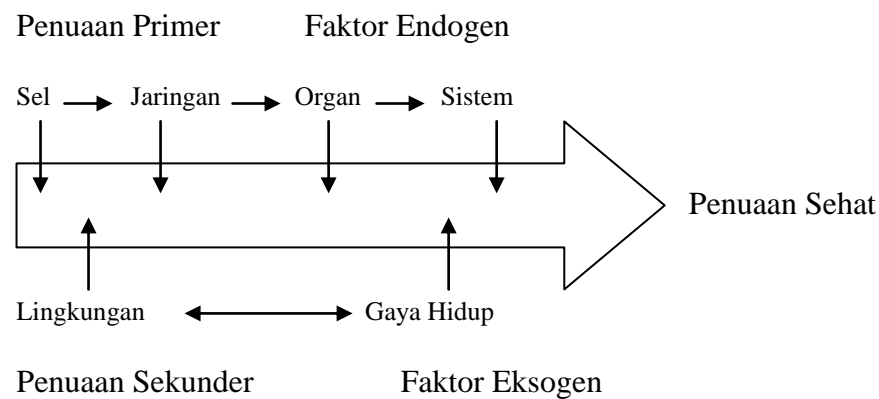 Penuaan Primer Faktor Endogen
Sel Jaringan Organ Sistem
Penuaan Sehat
Lingkungan Gaya Hidup
Penuaan Sekunder Faktor Eksogen